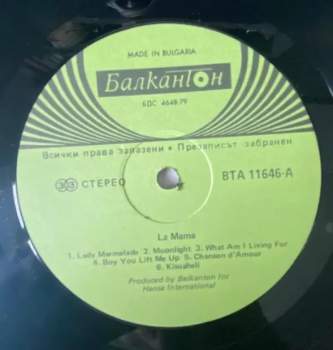 MADE IN BULGARIA
Балкантон
БДС 4648-79
Всички права запазени • Презаписът забранен
33 СТЕРЕО
ВТА 11646-А
La Mama
1. Lady Marmelade 2. Moonlight 3. What Am I Living For
4. Boy You Lift Me Up 5. Chanson d'Amour
6. Kissaheli
Produced by Balkanton for
Hansa International